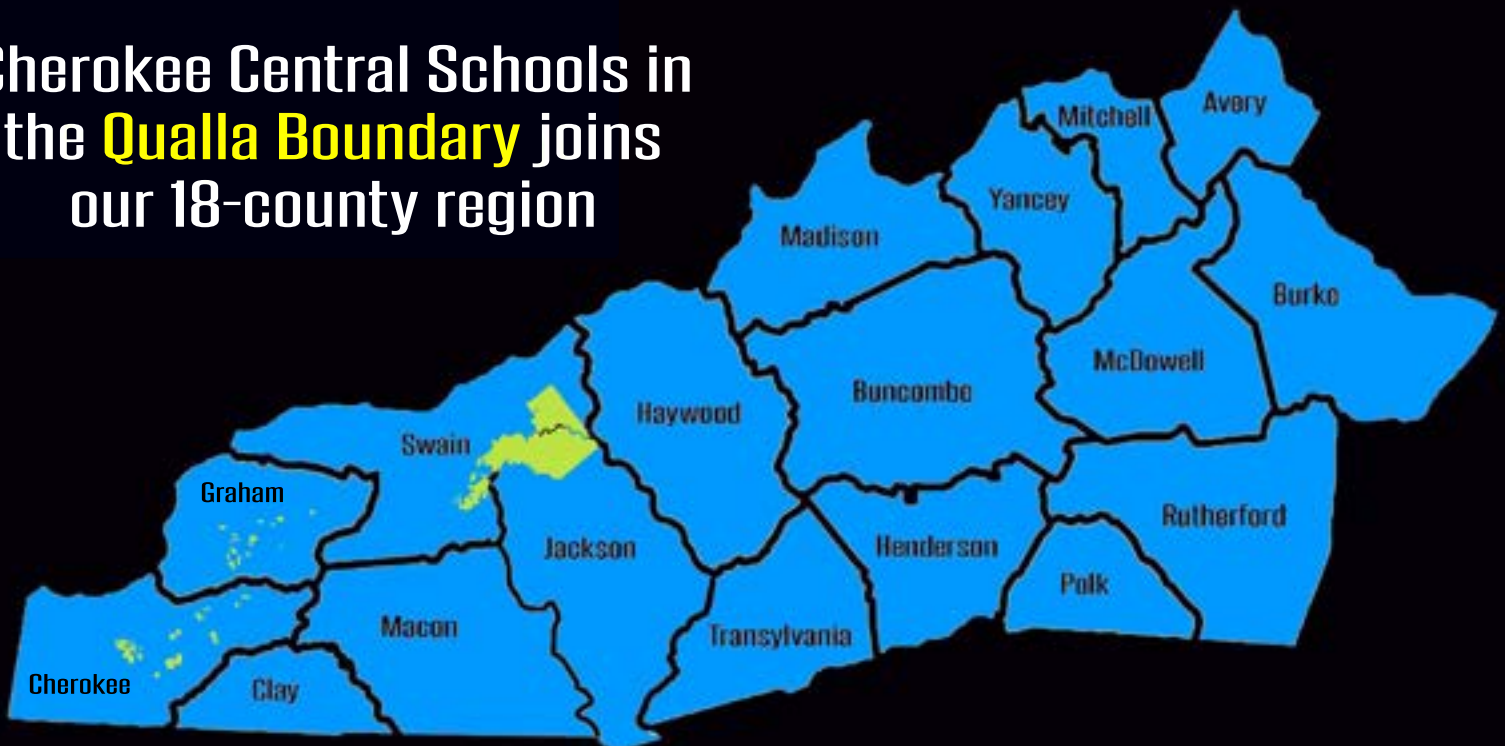 Cherokee Central Schools in
the Qualla Boundary joins
our 18-county region
Avery
Mitchell
Yancey
Madison
Burke
McDowell
Buncombe
Haywood
Swain
Graham
Rutherford
Jackson
Henderson
Polk
Macon
Transylvania
Cherokee
Clay